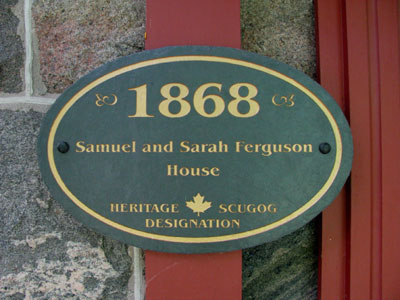 1868
Samuel and Sarah Ferguson
House
HERITAGE SCUGOG
DESIGNATION